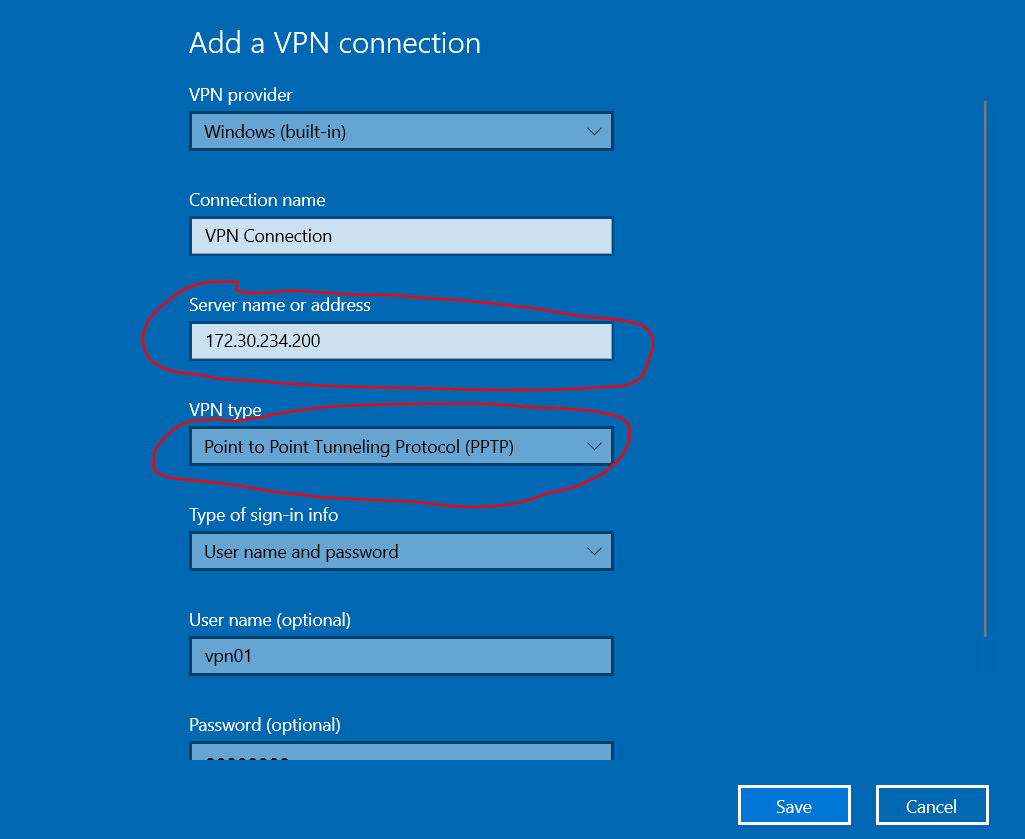 Add a VPN connection
VPN provider
Windows (built-in)
Connection name
VPN Connection
Server name or address
172.30.234.200
VPN type
Point to Point Tunneling Protocol (PPTP)
Type of sign-in info
User name and password
User name (optional)
vpn01
Password (optional)
Save
Cancel